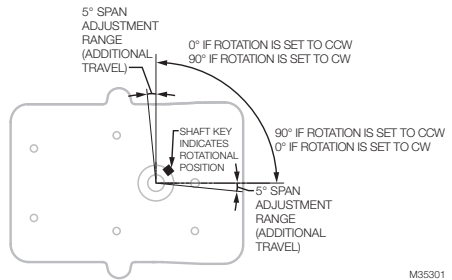 5° SPAN
ADJUSTMENT
RANGE
(ADDITIONAL
TRAVEL)
0° IF ROTATION IS SET TO CCW
90° IF ROTATION IS SET TO CW
SHAFT KEY
INDICATES
ROTATIONAL
POSITION
90° IF ROTATION IS SET TO CCW
0° IF ROTATION IS SET TO CW
5° SPAN
ADJUSTMENT
RANGE
(ADDITIONAL
TRAVEL)
M35301